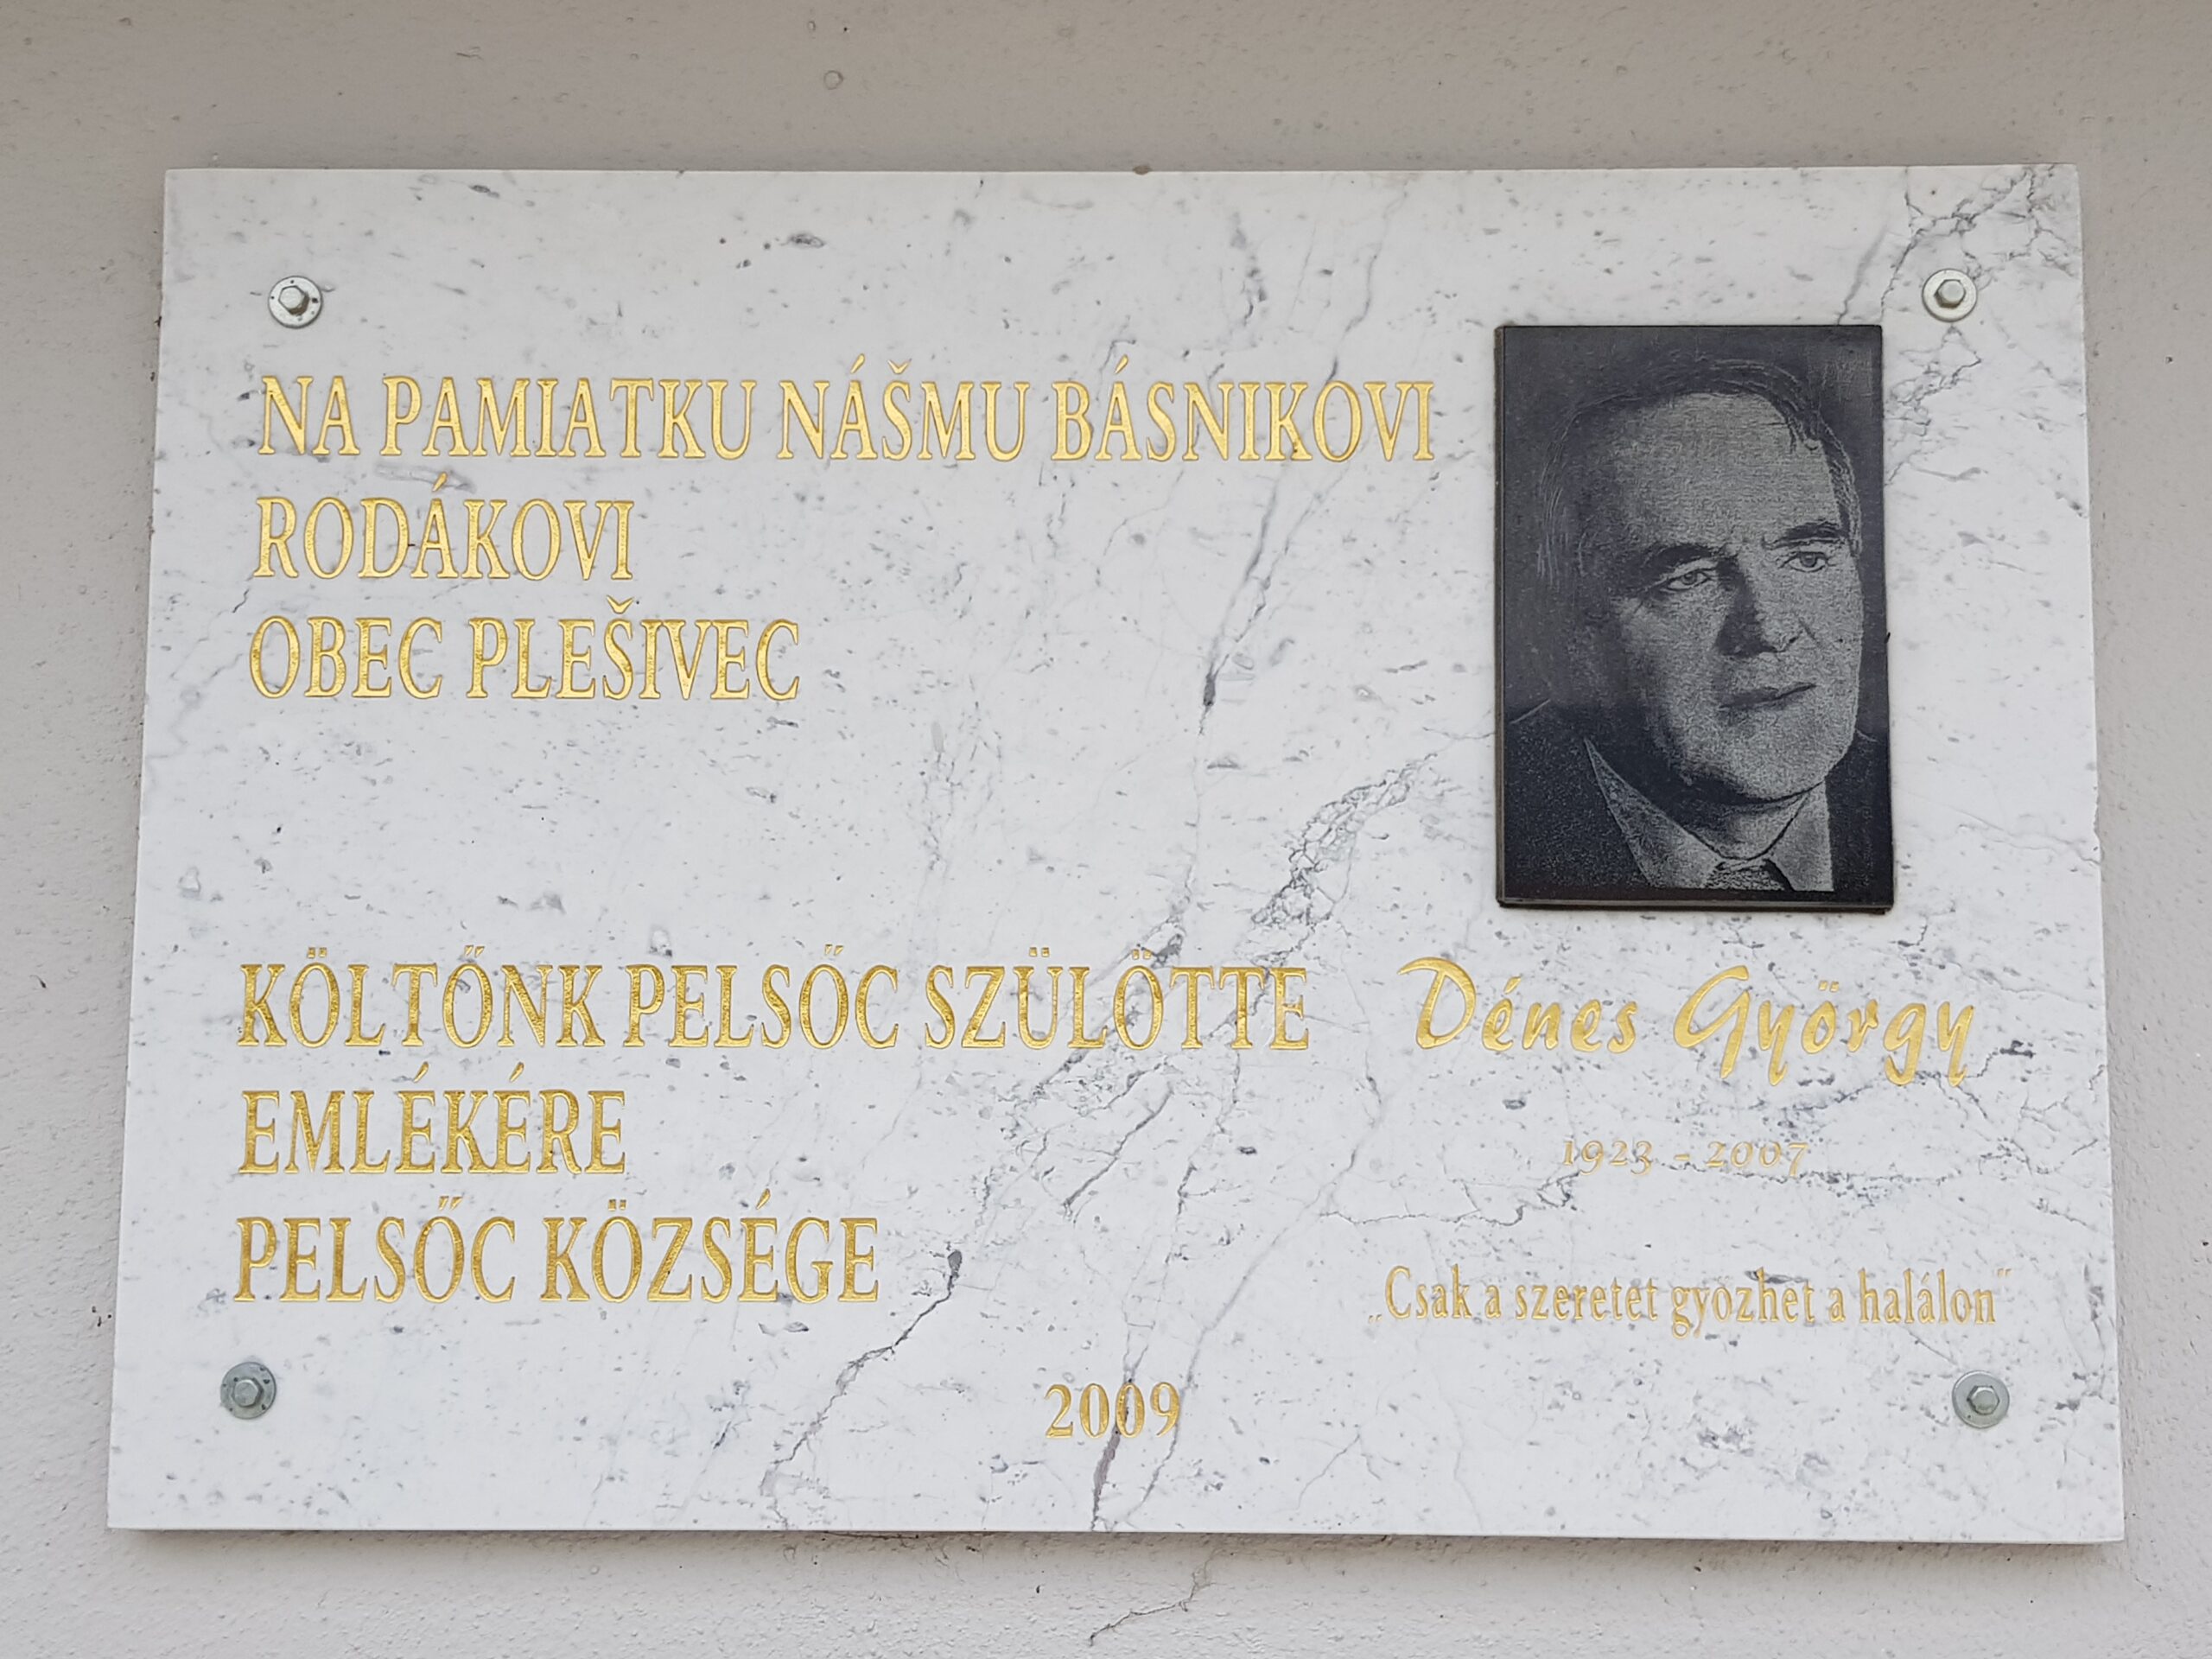 NA PAMIATKU NÁŠMU BÁSNIKOVI
RODÁKOVI
OBEC PLEŠIVEC
KÖLTŐNK PELSŐC SZÜLÖTTE
EMLÉKÉRE
PELSŐC KÖZSÉGE
Dénes György
1923 - 2007
„Csak a szeretet gyozhet a halálon"
2009